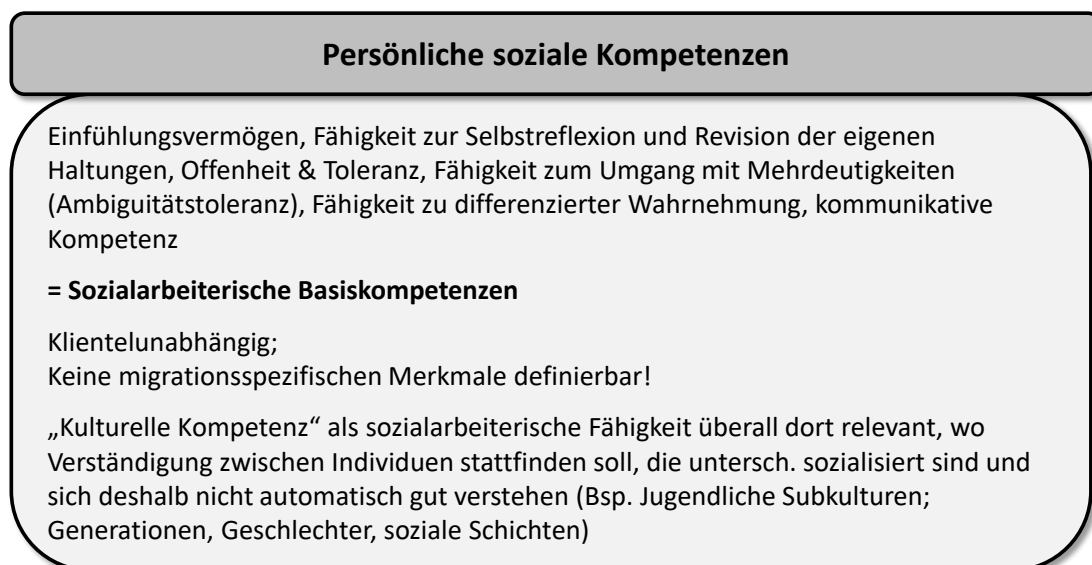 Persönliche soziale Kompetenzen
Einfühlungsvermögen, Fähigkeit zur Selbstreflexion und Revision der eigenen
Haltungen, Offenheit & Toleranz, Fähigkeit zum Umgang mit Mehrdeutigkeiten
(Ambiguitätstoleranz), Fähigkeit zu differenzierter Wahrnehmung, kommunikative
Kompetenz
= Sozialarbeiterische Basiskompetenzen
Klientelunabhängig;
Keine migrationsspezifischen Merkmale definierbar!
„Kulturelle Kompetenz“ als sozialarbeiterische Fähigkeit überall dort relevant, wo
Verständigung zwischen Individuen stattfinden soll, die untersch. sozialisiert sind und
sich deshalb nicht automatisch gut verstehen (Bsp. Jugendliche Subkulturen;
Generationen, Geschlechter, soziale Schichten)